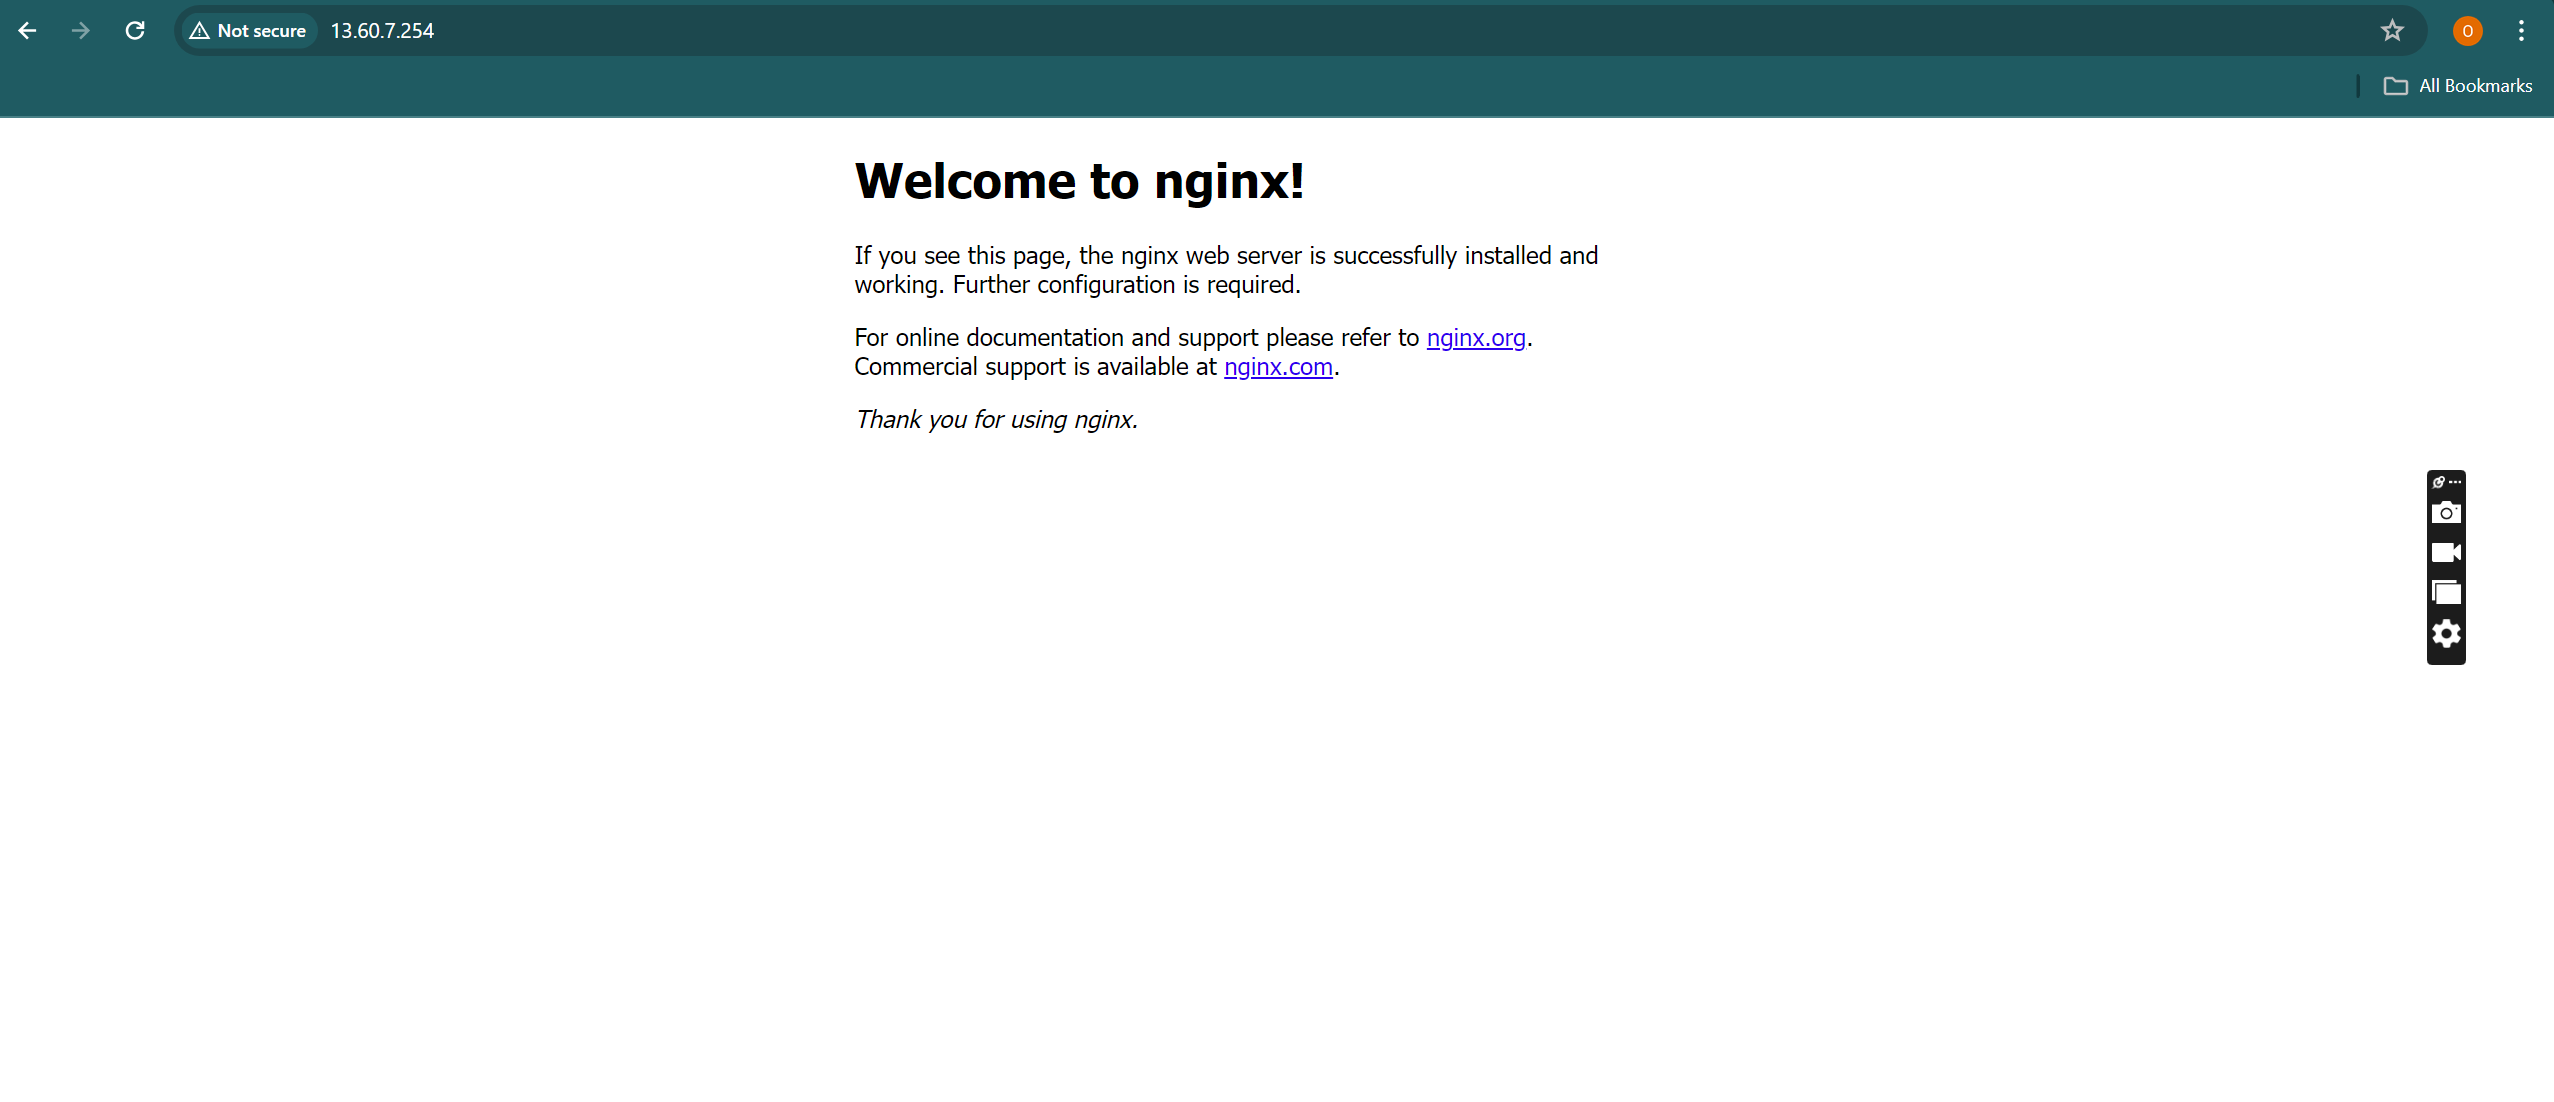 Not secure 13.60.7.254
O
All Bookmarks
Welcome to nginx!
If you see this page, the nginx web server is successfully installed and
working. Further configuration is required.
For online documentation and support please refer to nginx.org.
Commercial support is available at nginx.com.
Thank you for using nginx.